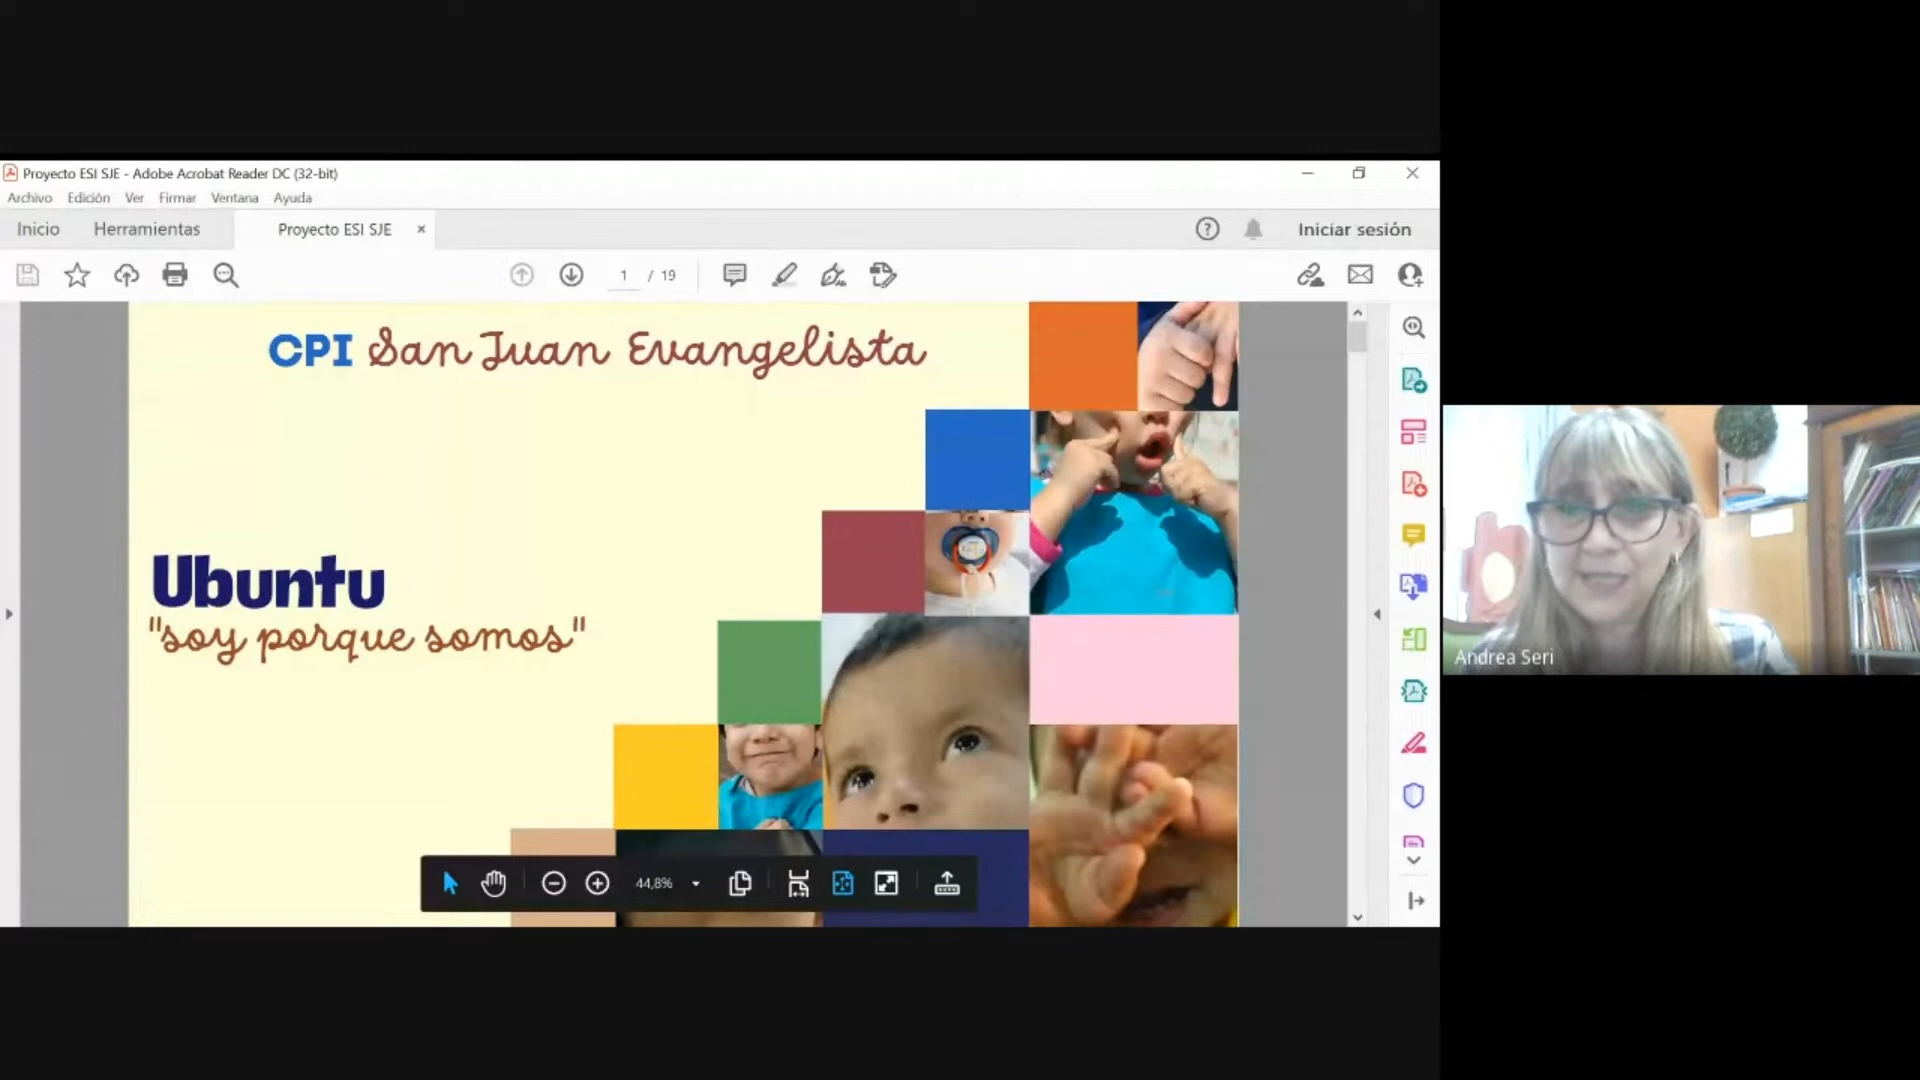 Proyecto ESI SJE - Adobe Acrobat Reader DC (32-bit)
Archivo Edición Ver Firmar Ventana Ayuda
Inicio Herramientas Proyecto ESI SJE Iniciar sesión
1 / 19
CPI San Juan Evangelista
Ubuntu
"soy porque somos"
44,8%
Andrea Seri